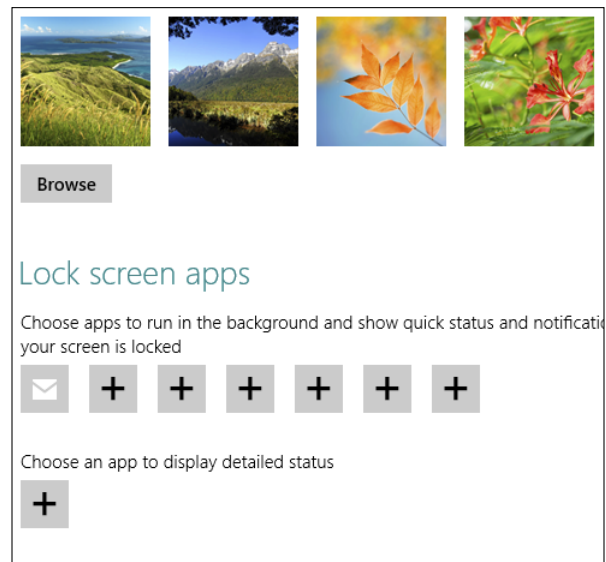 Browse
Lock screen apps
Choose apps to run in the background and show quick status and notificatio
your screen is locked
Choose an app to display detailed status